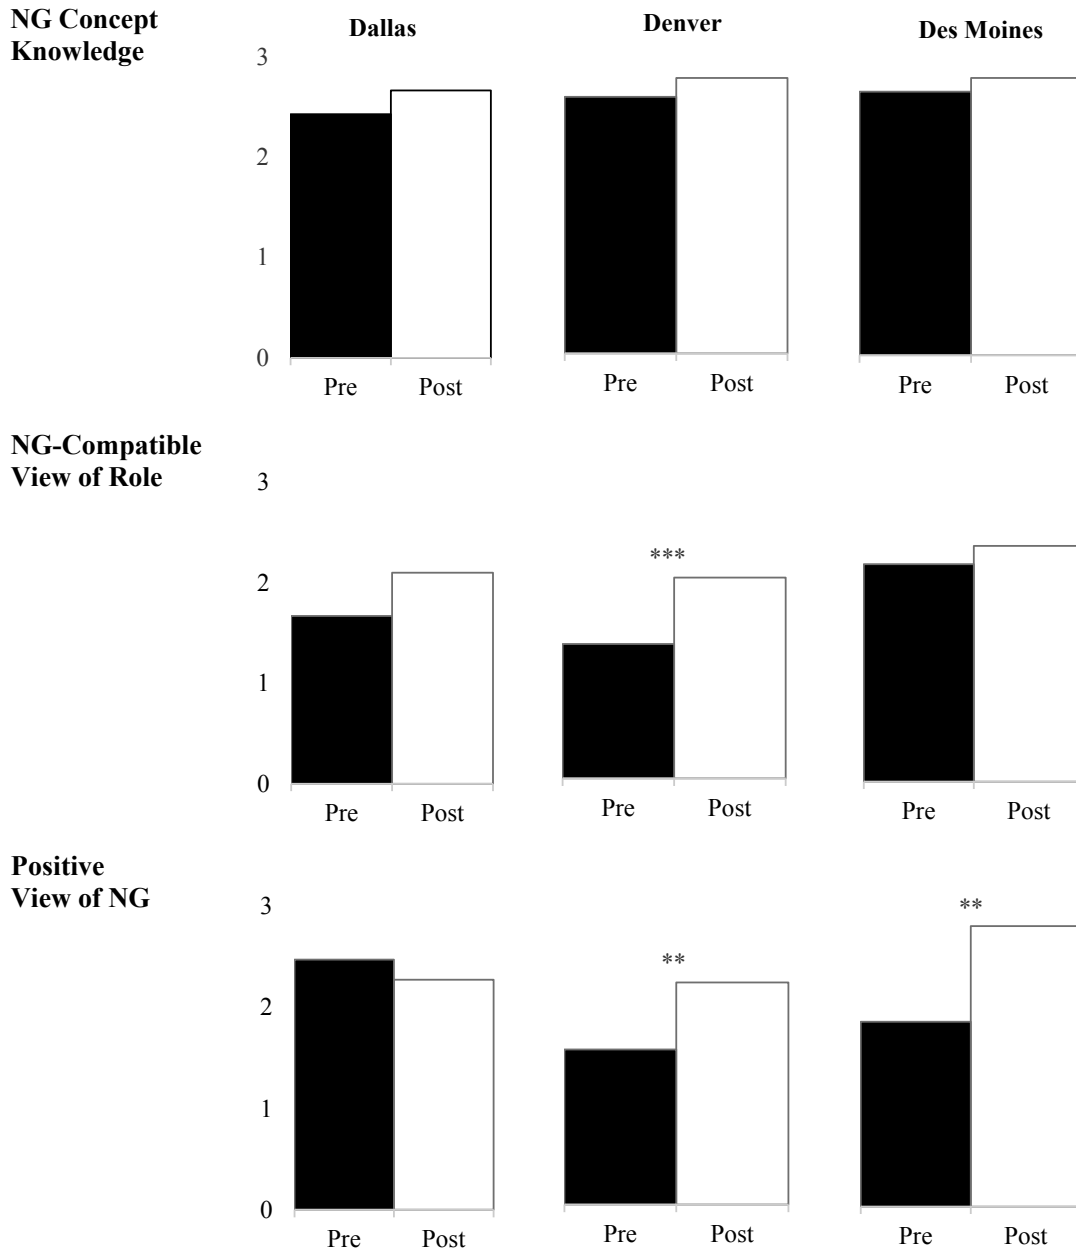 NG Concept
Knowledge
Dallas
Denver
Des Moines
3
2
1
0
Pre Post
Pre Post
Pre Post
NG-Compatible
View of Role
3
2
1
0
***
Pre Post
Pre Post
Pre Post
Positive
View of NG
3
2
1
0
**
**
Pre Post
Pre Post
Pre Post